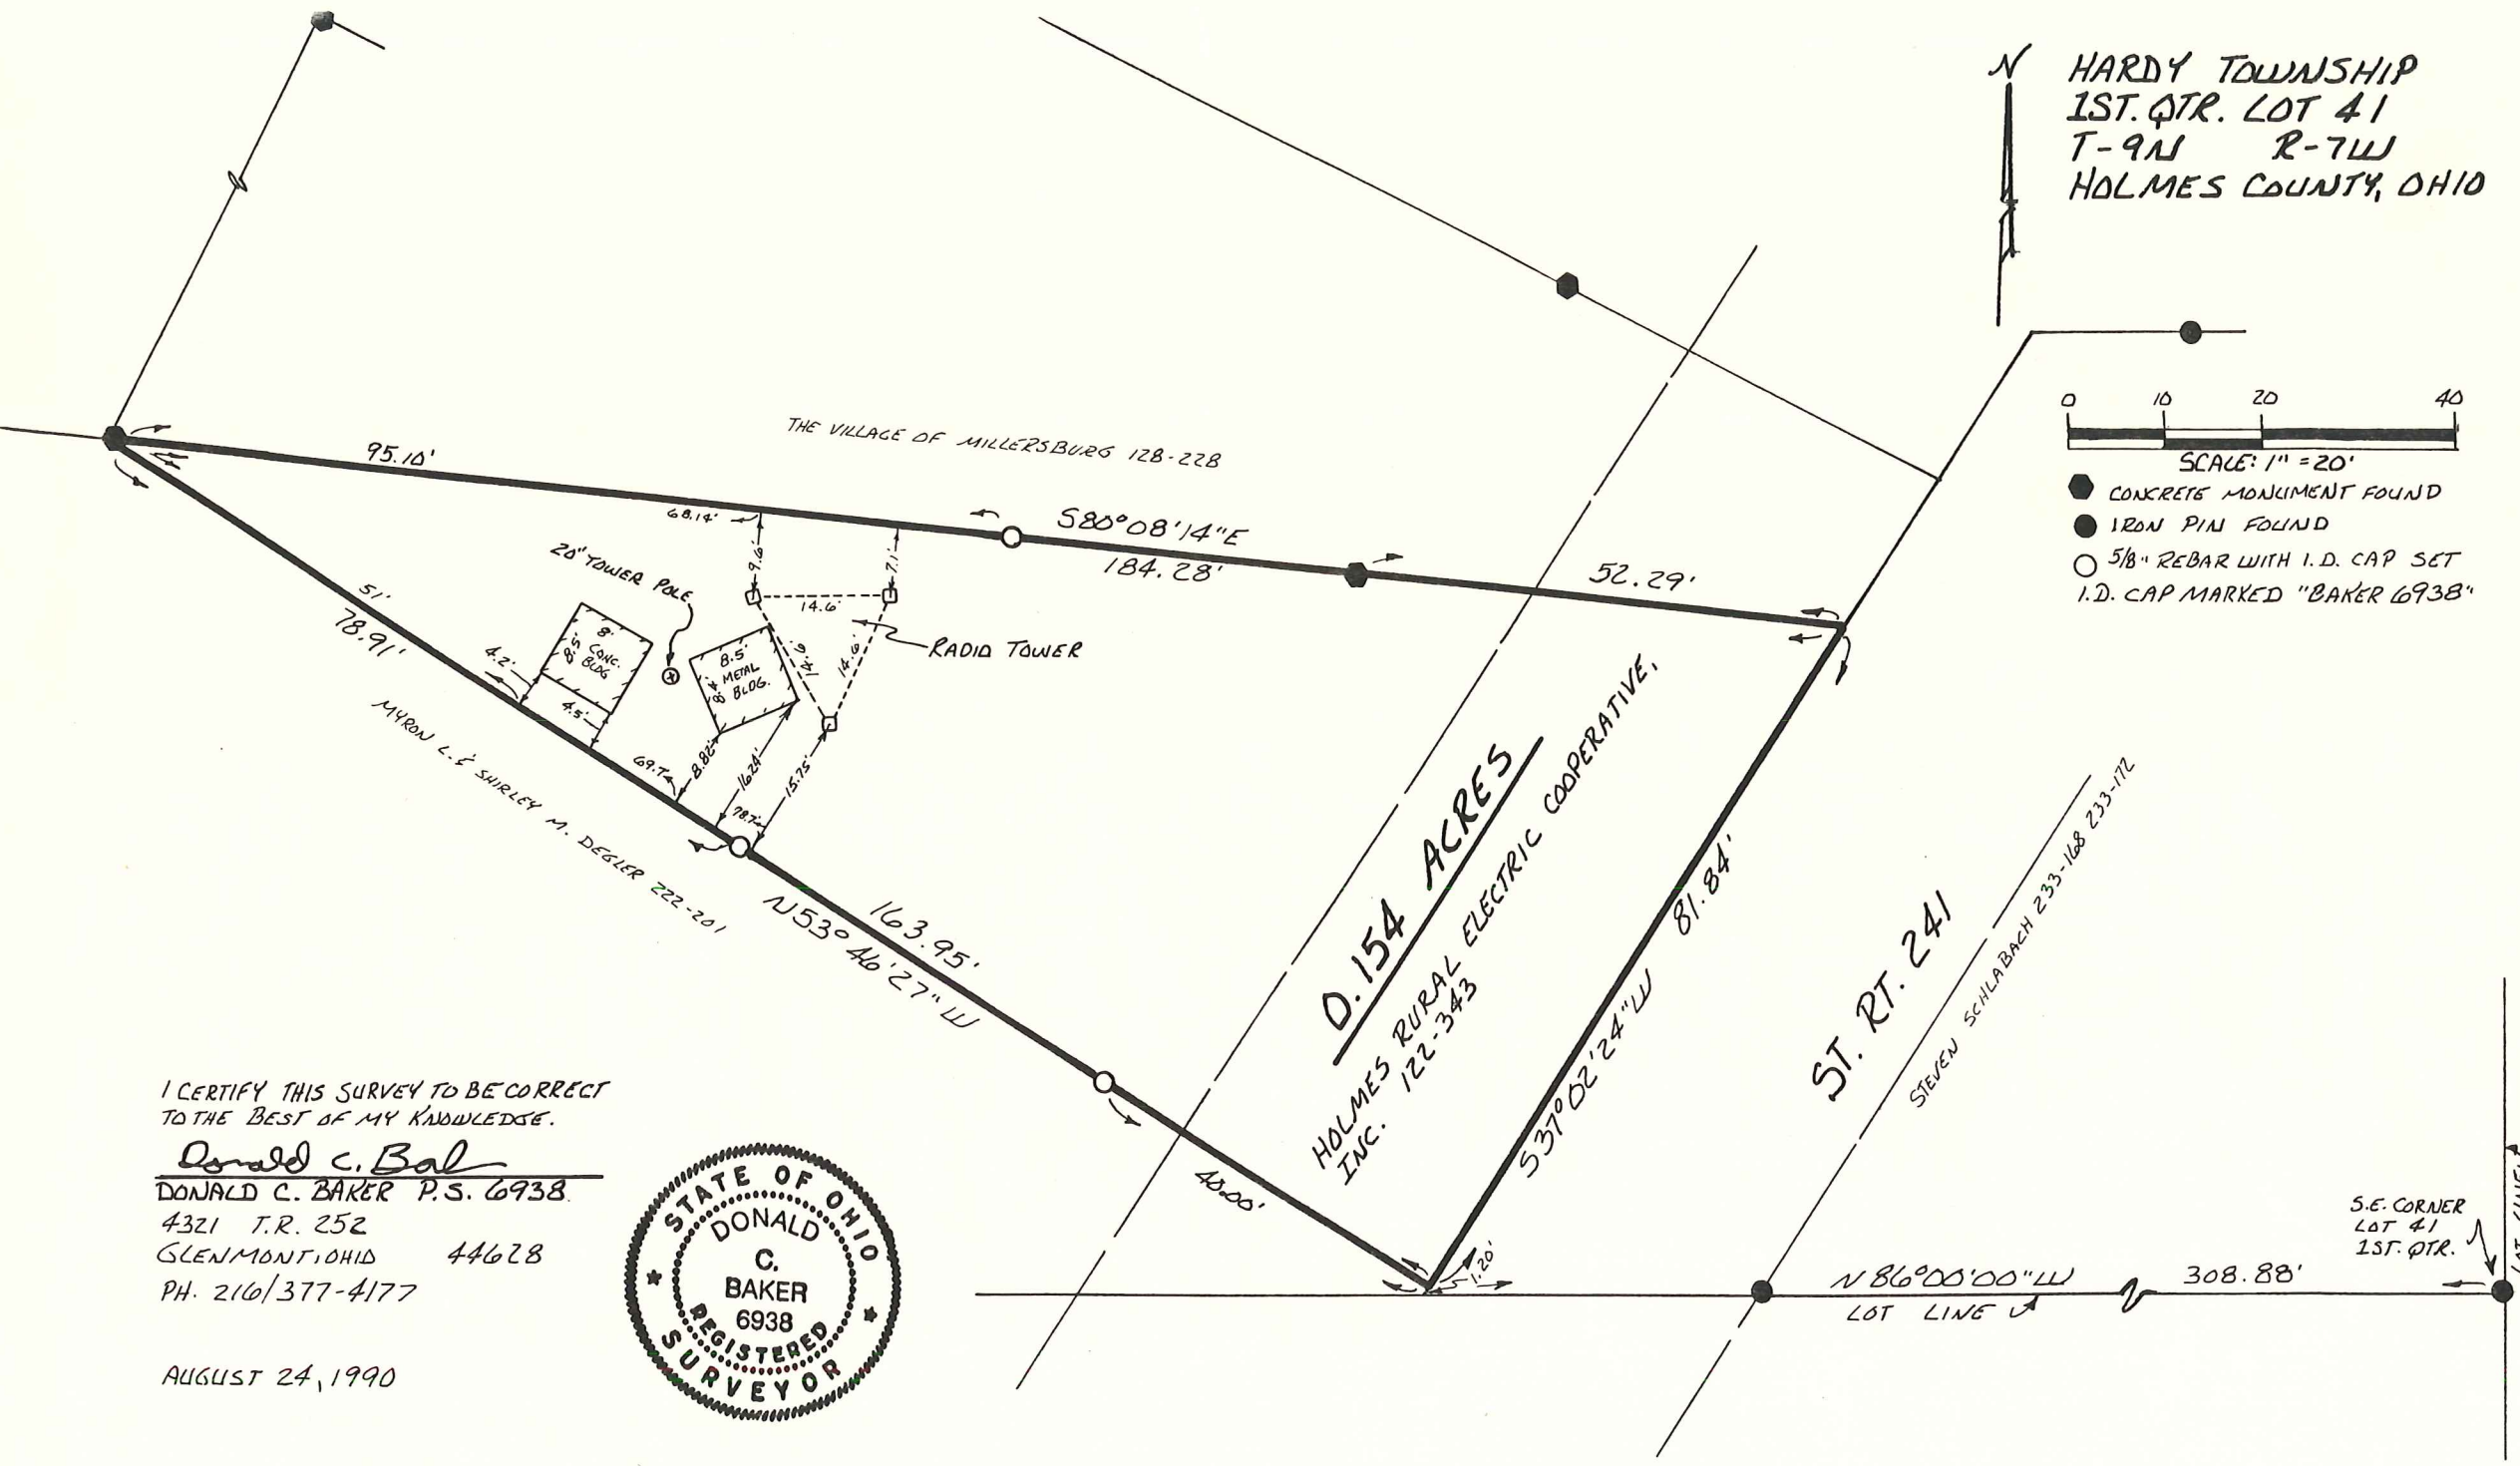 N
HARDY TOWNSHIP
1ST. QTR. LOT 41
T-9N R-7W
HOLMES COUNTY, OHIO
0 10 20 40
SCALE: 1" = 20'
CONCRETE MONUMENT FOUND
IRON PIN FOUND
5/8" REBAR WITH I.D. CAP SET
I.D. CAP MARKED "BAKER 6938"
THE VILLAGE OF MILLERSBURG 128-228
95.10'
68.14'
S80°08'14"E
184.28'
52.29'
9.6'
7.1'
20" TOWER POLE
14.6'
14.6'
14.6'
RADIO TOWER
51'
78.91'
8'
8.5'
CONC.
BLDG
8.5'
METAL
BLDG.
4.2'
4.5'
69.7'
8.82'
16.24'
15.75'
78.7'
MYRON L. & SHIRLEY M. DEGLER 222-201
163.95'
N53°46'27"W
40.00'
0.154 ACRES
HOLMES RURAL ELECTRIC COOPERATIVE,
INC. 122-343
81.84'
S37°02'24"W
ST. RT. 241
STEVEN SCHLABACH 233-168 233-172
1.20'
N86°00'00"W 308.88'
LOT LINE
S.E. CORNER
LOT 41
1ST. QTR.
I CERTIFY THIS SURVEY TO BE CORRECT
TO THE BEST OF MY KNOWLEDGE.
DONALD C. BAKER P.S. 6938
4321 T.R. 252
GLENMONT, OHIO 44628
PH. 216/377-4177
AUGUST 24, 1990
STATE OF OHIO
DONALD
C.
BAKER
6938
REGISTERED
SURVEYOR